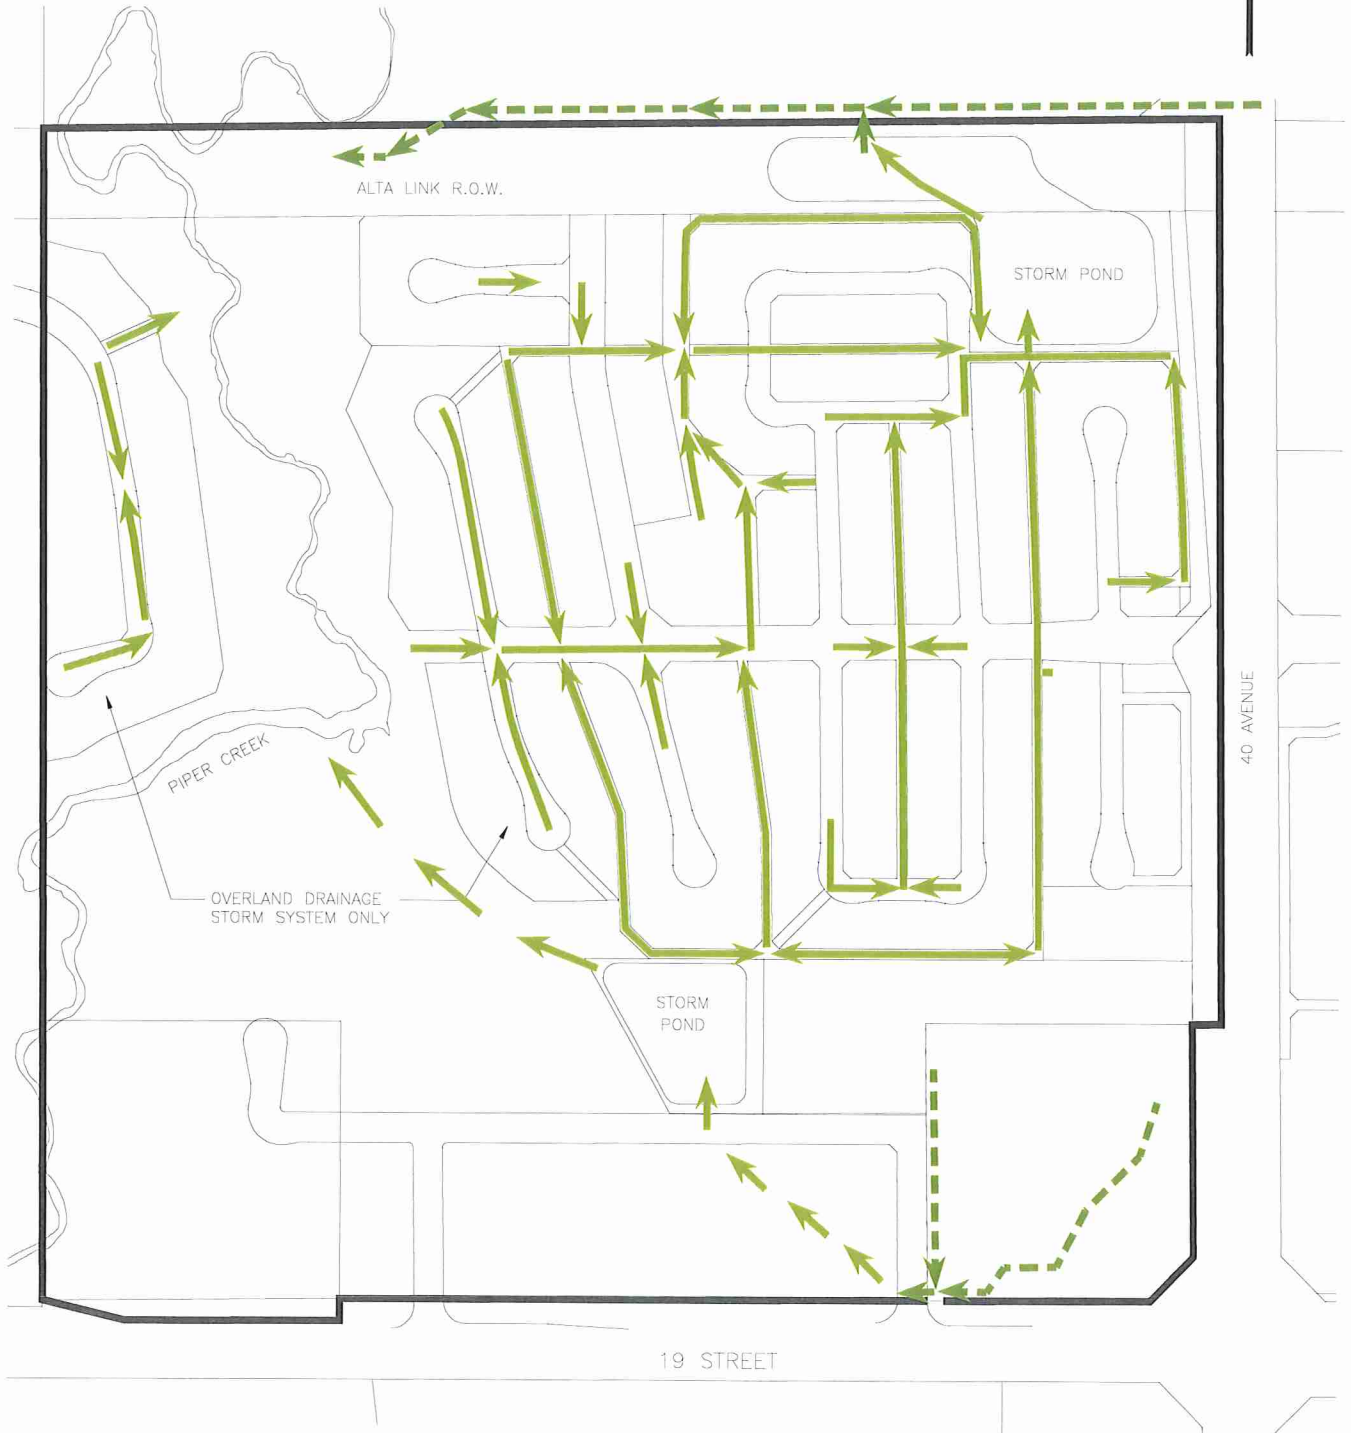 ALTA LINK R.O.W.
STORM POND
40 AVENUE
PIPER CREEK
OVERLAND DRAINAGE
STORM SYSTEM ONLY
STORM
POND
19 STREET